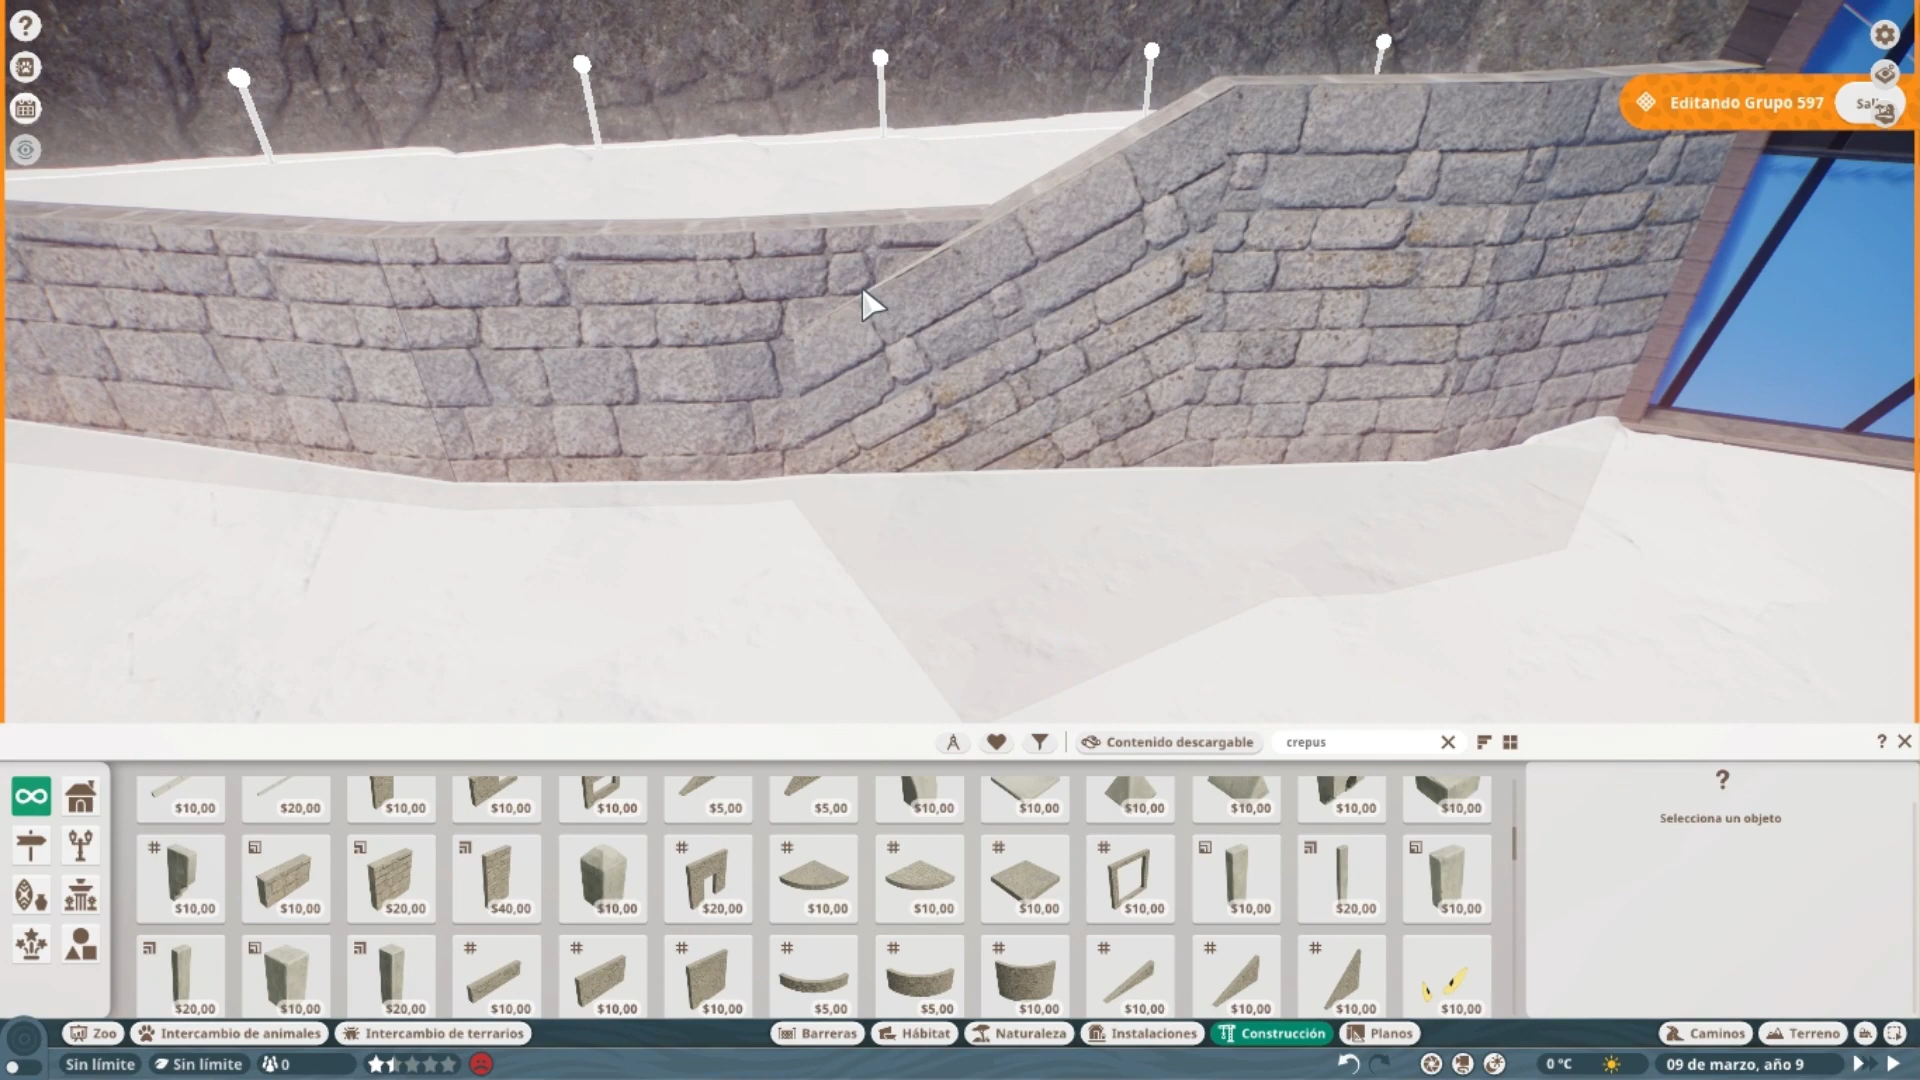 Editando Grupo 597
Sal
Contenido descargable
crepus
?
$10,00 $20,00 $10,00 $10,00 $10,00 $5,00 $5,00 $10,00 $10,00 $10,00 $10,00 $10,00 $10,00
?
Selecciona un objeto
$10,00 $10,00 $20,00 $40,00 $10,00 $20,00 $10,00 $10,00 $10,00 $10,00 $10,00 $20,00 $10,00
$20,00 $10,00 $20,00 $10,00 $10,00 $10,00 $5,00 $5,00 $10,00 $10,00 $10,00 $10,00 $10,00
Zoo Intercambio de animales Intercambio de terrarios Barreras Hábitat Naturaleza Instalaciones Construcción Planos Caminos Terreno
Sin límite Sin límite 0 0 °C 09 de marzo, año 9